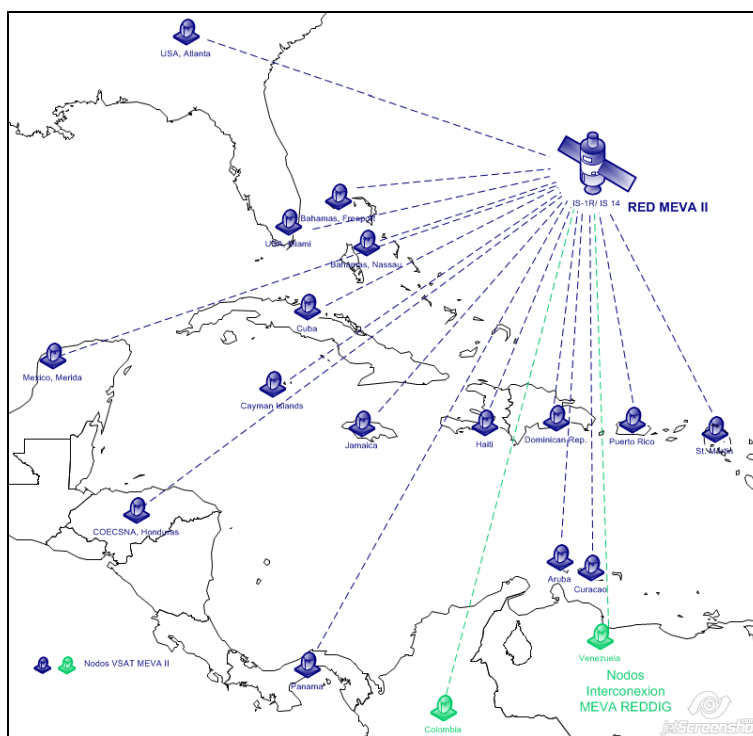 USA, Atlanta
IS-1R/ IS 14
RED MEVA II
Bahamas, Freeport
USA, Miami
Bahamas, Nassau
Cuba
Mexico, Merida
Cayman Islands
Jamaica
Haiti
Dominican Rep.
Puerto Rico
St. Martin
COECSNA, Honduras
Aruba
Curacao
Venezuela
Nodos VSAT MEVA II
Nodos
Interconexion
MEVA REDDIG
Panama
Colombia